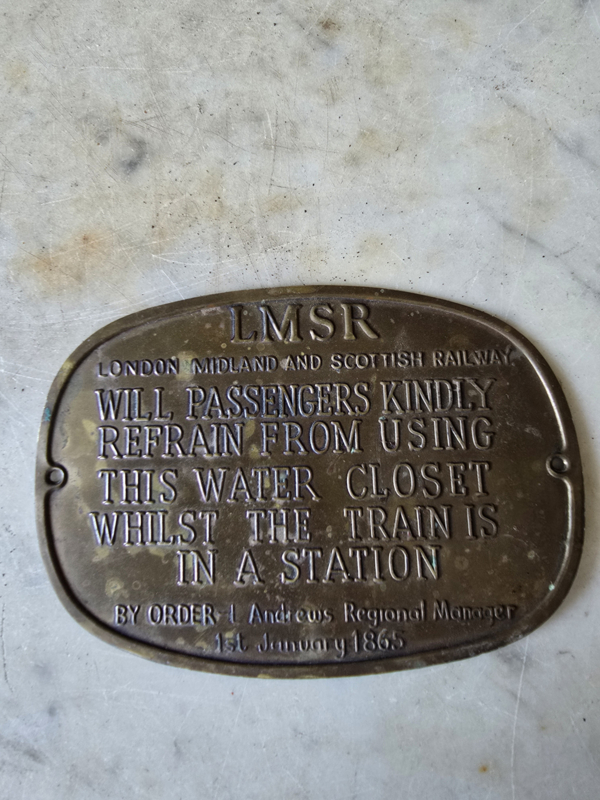 LMSR
LONDON MIDLAND AND SCOTTISH RAILWAY.
WILL PASSENGERS KINDLY
REFRAIN FROM USING
THIS WATER CLOSET
WHILST THE TRAIN IS
IN A STATION
BY ORDER- L Andrews Regional Manager
1st January 1865